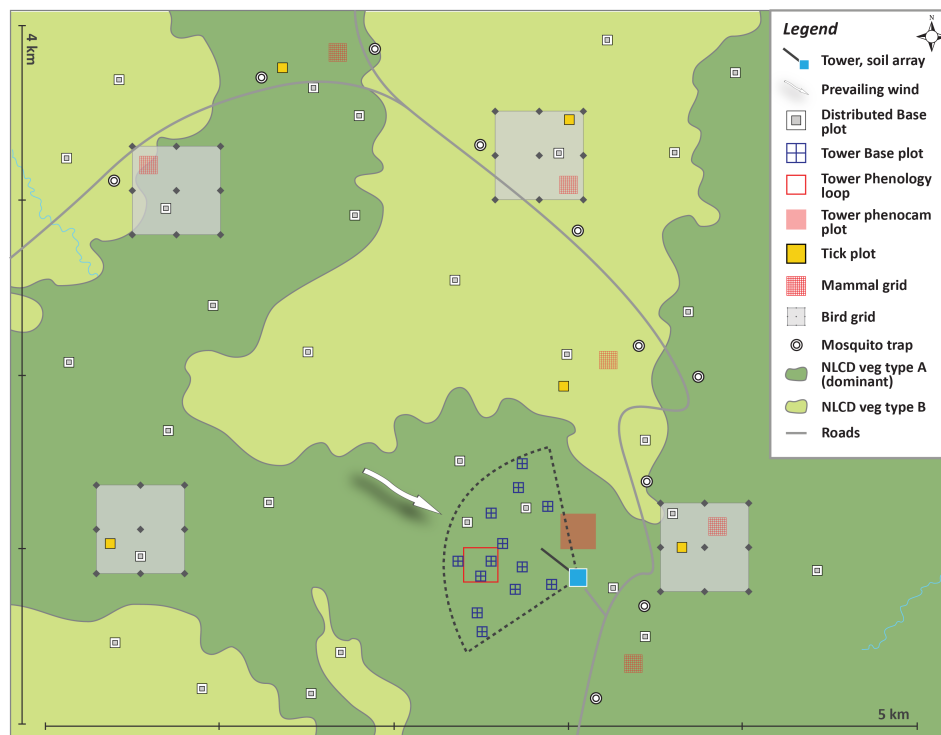 4 km
Legend
N
Tower, soil array
Prevailing wind
Distributed Base
plot
Tower Base plot
Tower Phenology
loop
Tower phenocam
plot
Tick plot
Mammal grid
Bird grid
Mosquito trap
NLCD veg type A
(dominant)
NLCD veg type B
Roads
5 km